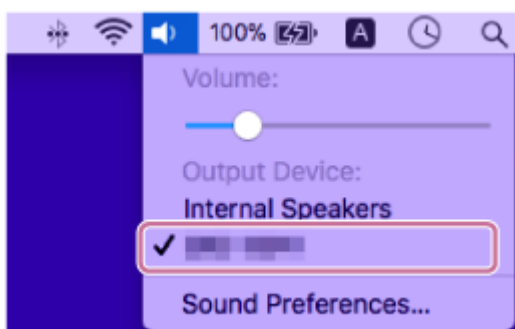 100% A
Volume:
Output Device:
Internal Speakers
Sound Preferences...